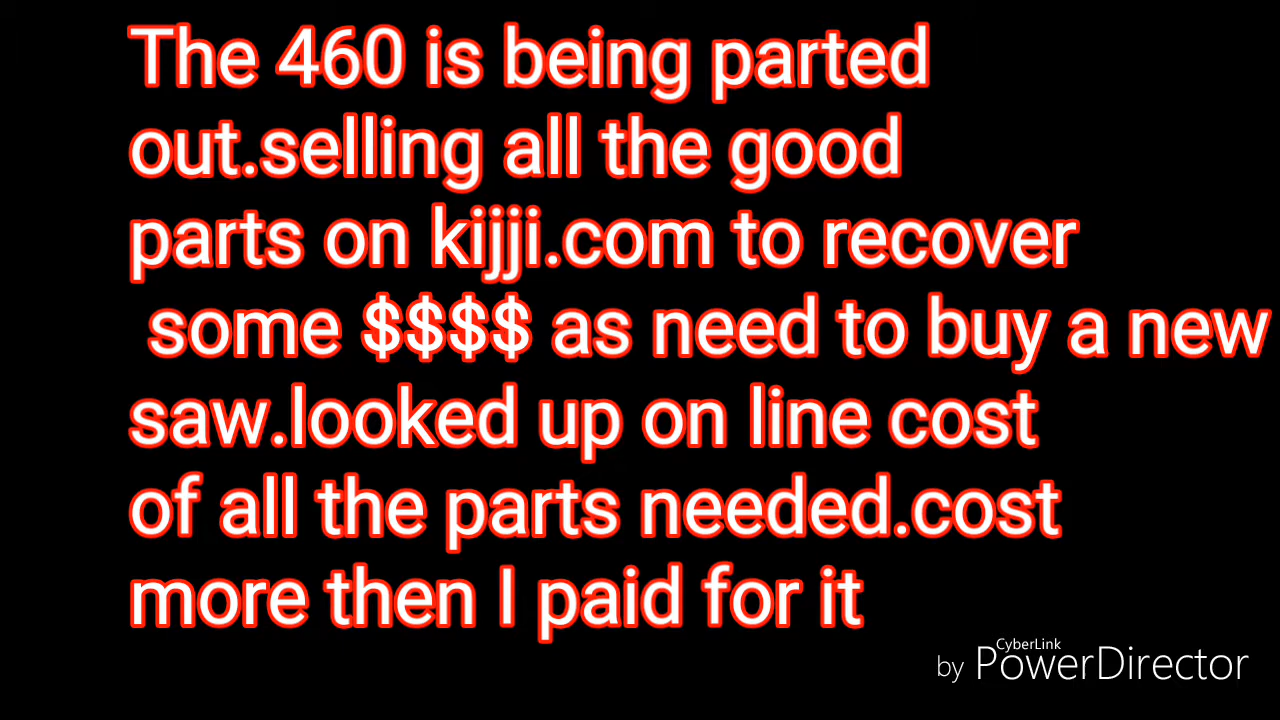 The 460 is being parted
out.selling all the good
parts on kijji.com to recover
some $$$$ as need to buy a new
saw.looked up on line cost
of all the parts needed.cost
more then I paid for it
CyberLink
by PowerDirector